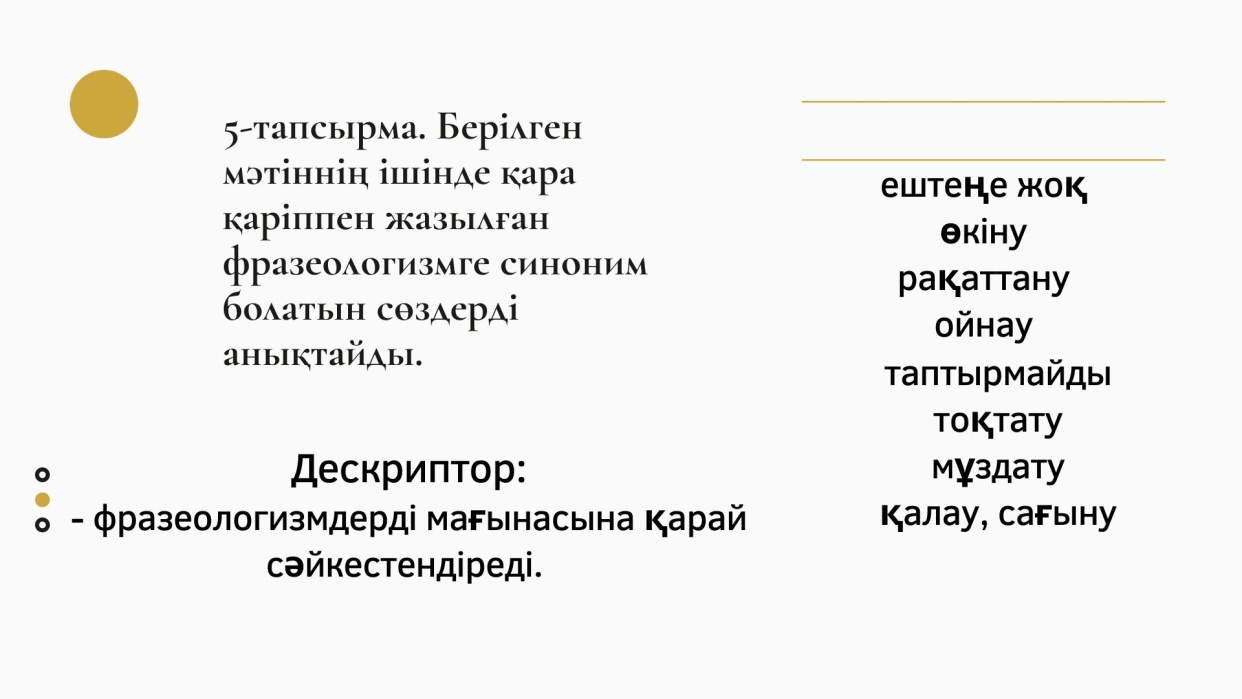 5-тапсырма. Берілген
мәтіннің ішінде қара
қаріппен жазылған
фразеологизмге синоним
болатын сөздерді
анықтайды.
Дескриптор:
- фразеологизмдерді мағынасына қарай
сәйкестендіреді.
ештеңе жоқ
өкіну
рақаттану
ойнау
таптырмайды
тоқтату
мұздату
қалау, сағыну